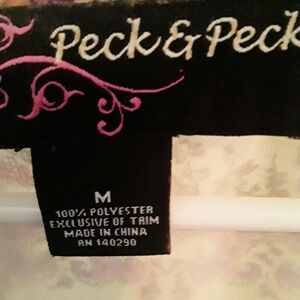 Peck & Peck
M
100% POLYESTER
EXCLUSIVE OF TRIM
MADE IN CHINA
RN 140290